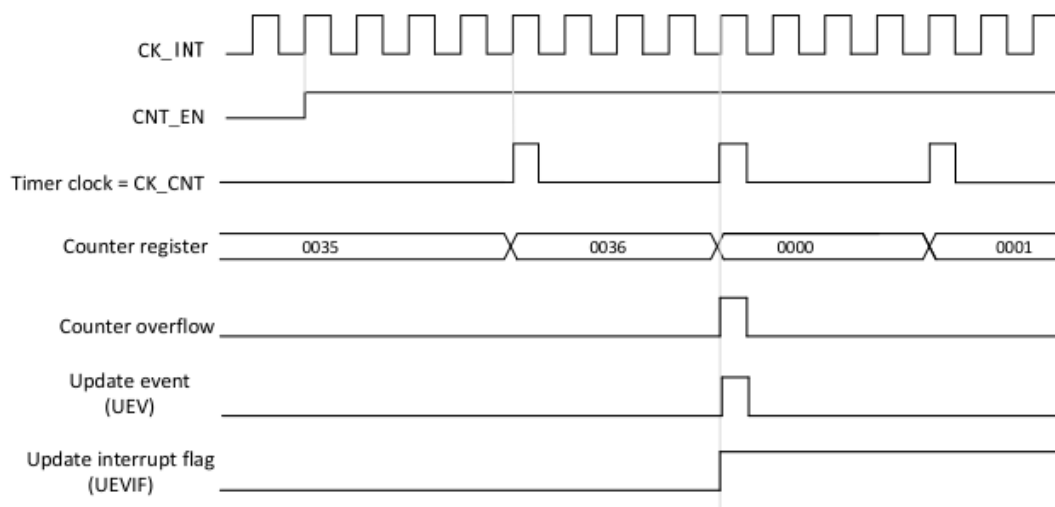 CK_INT
CNT_EN
Timer clock = CK_CNT
Counter register
0035
0036
0000
0001
Counter overflow
Update event
(UEV)
Update interrupt flag
(UEVIF)